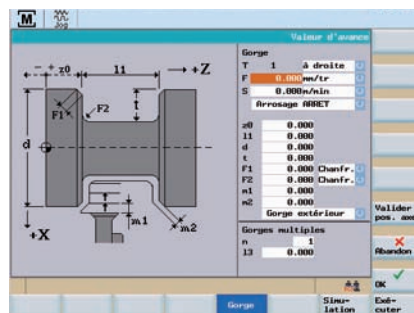 M
Jog
Valeur d'avance
- + z0
l1
+Z
F1
F2
t
d
m1
m2
+X
Gorge
T 1 à droite
F 0.000 mm/tr
S 0.000 m/min
Arrosage ARRET
z0 0.000
l1 0.000
d 0.000
t 0.000
F1 0.000 Chanfr.
F2 0.000 Chanfr.
m1 0.000
m2 0.000
Gorge extérieur
Gorges multiples
n 1
l3 0.000
Valider
pos. axe
Abandon
OK
Gorge
Simu-
lation
Exé-
cuter